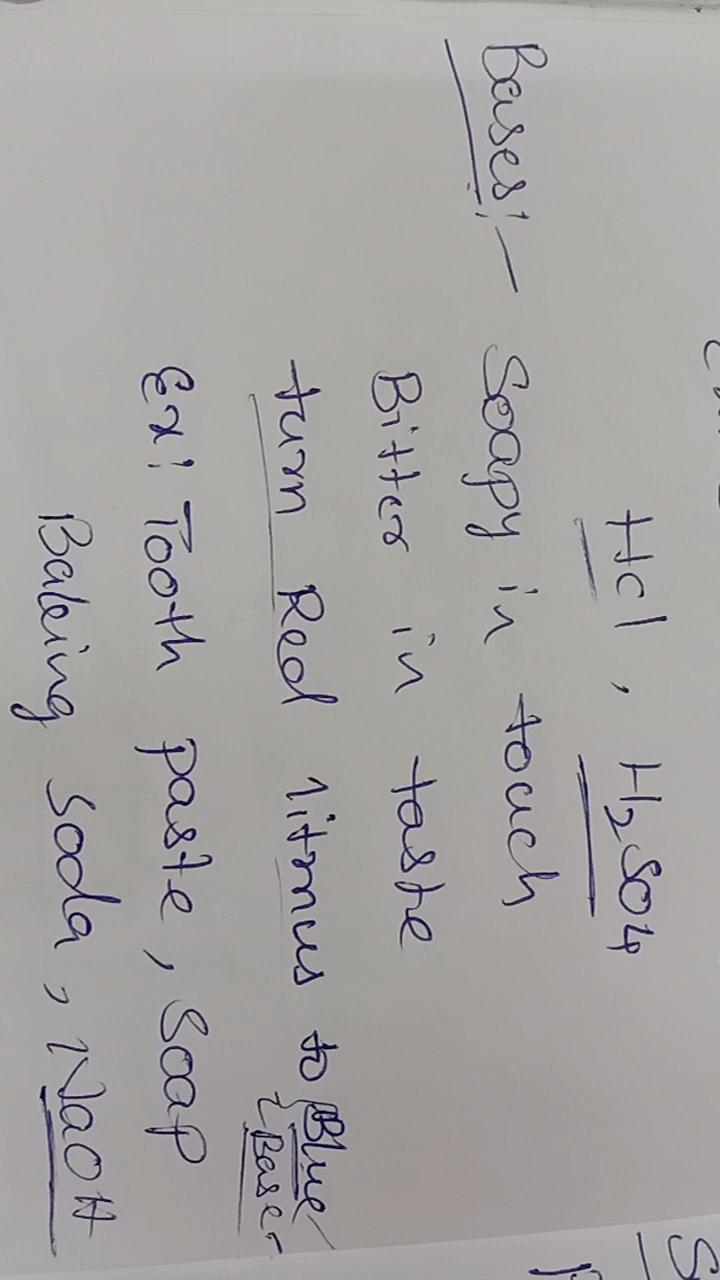 HCl, H2SO4
Bases:- Soapy in touch
Bitter in taste
turn Red litmus to Blue
Base
Ex: Tooth paste, Soap
Baking Soda, NaOH